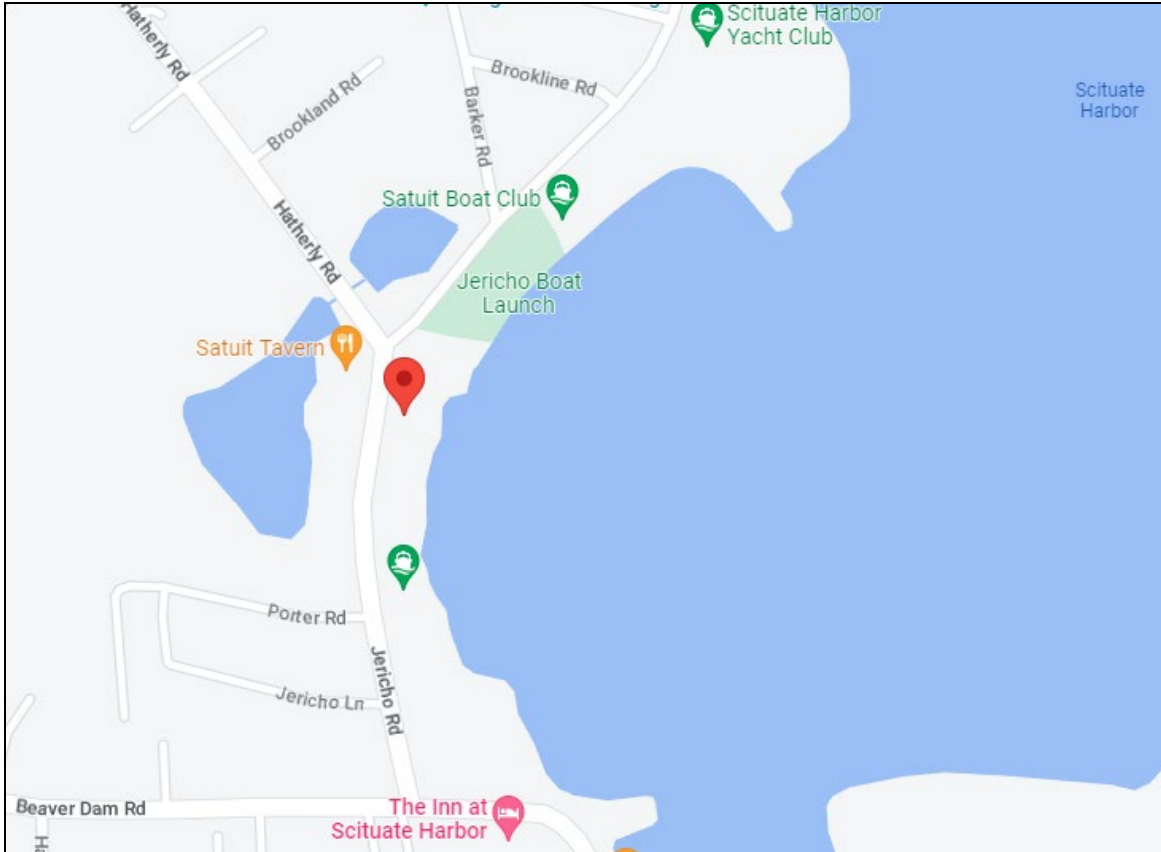 Scituate Harbor
Yacht Club
Hatherly Rd
Brookline Rd
Scituate
Harbor
Brookland Rd
Barker Rd
Satuit Boat Club
Hatherly Rd
Jericho Boat
Launch
Satuit Tavern
Porter Rd
Jericho Rd
Jericho Ln
Beaver Dam Rd
The Inn at
Scituate Harbor